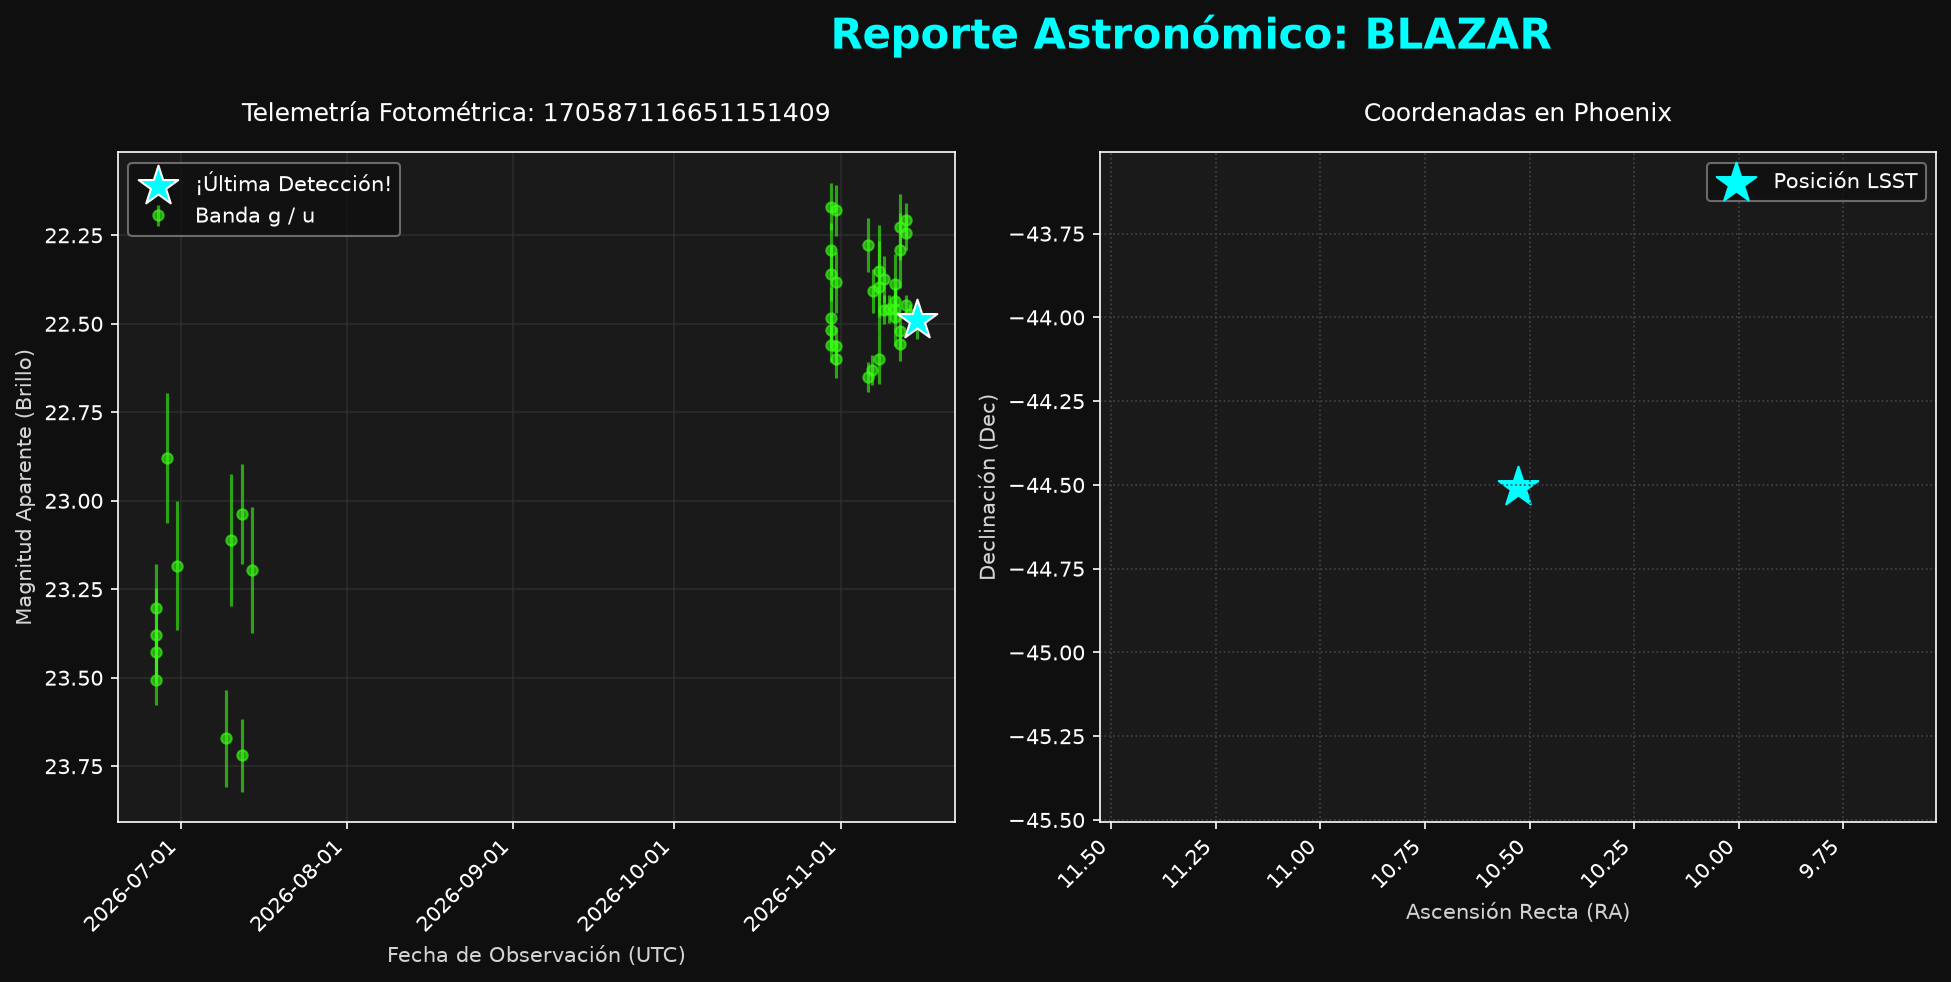 Reporte Astronómico: BLAZAR
Telemetría Fotométrica: 170587116651151409
¡Última Detección!
Banda g / u
Magnitud Aparente (Brillo)
22.25
22.50
22.75
23.00
23.25
23.50
23.75
2026-07-01
2026-08-01
2026-09-01
2026-10-01
2026-11-01
Fecha de Observación (UTC)
Coordenadas en Phoenix
Posición LSST
Declinación (Dec)
−43.75
−44.00
−44.25
−44.50
−44.75
−45.00
−45.25
−45.50
11.50
11.25
11.00
10.75
10.50
10.25
10.00
9.75
Ascensión Recta (RA)